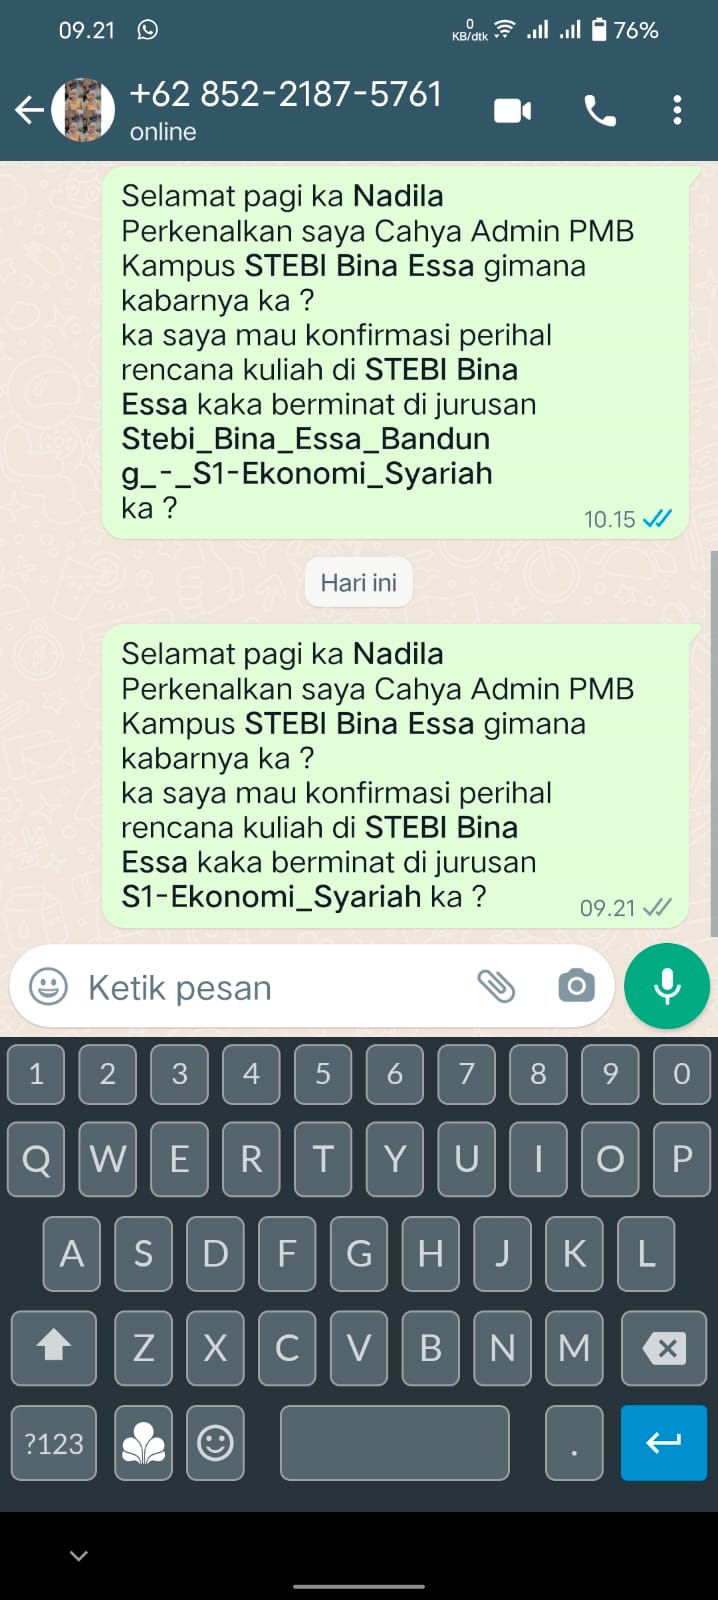 09.21
0
KB/dtk
76%
+62 852-2187-5761
online
Selamat pagi ka Nadila
Perkenalkan saya Cahya Admin PMB
Kampus STEBI Bina Essa gimana
kabarnya ka ?
ka saya mau konfirmasi perihal
rencana kuliah di STEBI Bina
Essa kaka berminat di jurusan
Stebi_Bina_Essa_Bandun
g_-_S1-Ekonomi_Syariah
ka ?
10.15
Hari ini
Selamat pagi ka Nadila
Perkenalkan saya Cahya Admin PMB
Kampus STEBI Bina Essa gimana
kabarnya ka ?
ka saya mau konfirmasi perihal
rencana kuliah di STEBI Bina
Essa kaka berminat di jurusan
S1-Ekonomi_Syariah ka ?
09.21
Ketik pesan
1 2 3 4 5 6 7 8 9 0
Q W E R T Y U I O P
A S D F G H J K L
Z X C V B N M
?123 .